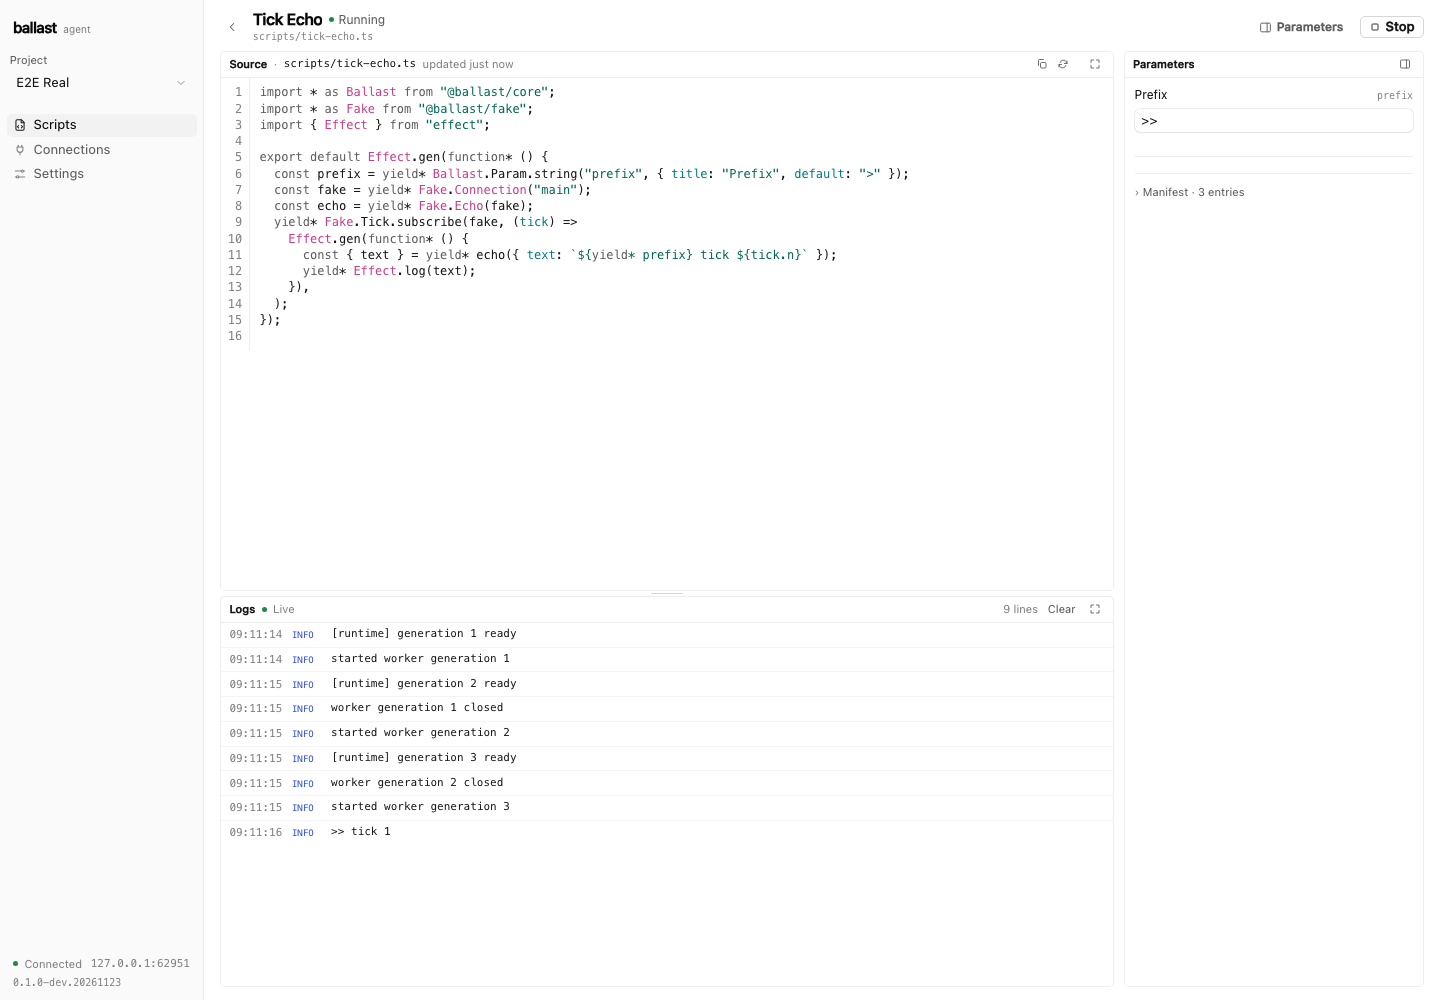 ballast agent
Project
E2E Real
Scripts
Connections
Settings
Connected 127.0.0.1:62951
0.1.0-dev.20261123
Tick Echo Running
scripts/tick-echo.ts
Parameters Stop
Source · scripts/tick-echo.ts updated just now
1 import * as Ballast from "@ballast/core";
2 import * as Fake from "@ballast/fake";
3 import { Effect } from "effect";
4
5 export default Effect.gen(function* () {
6   const prefix = yield* Ballast.Param.string("prefix", { title: "Prefix", default: ">" });
7   const fake = yield* Fake.Connection("main");
8   const echo = yield* Fake.Echo(fake);
9   yield* Fake.Tick.subscribe(fake, (tick) =>
10     Effect.gen(function* () {
11       const { text } = yield* echo({ text: `${yield* prefix} tick ${tick.n}` });
12       yield* Effect.log(text);
13     }),
14   );
15 });
16
Logs Live 9 lines Clear
09:11:14 INFO [runtime] generation 1 ready
09:11:14 INFO started worker generation 1
09:11:15 INFO [runtime] generation 2 ready
09:11:15 INFO worker generation 1 closed
09:11:15 INFO started worker generation 2
09:11:15 INFO [runtime] generation 3 ready
09:11:15 INFO worker generation 2 closed
09:11:15 INFO started worker generation 3
09:11:16 INFO >> tick 1
Parameters
Prefix prefix
>>
› Manifest · 3 entries